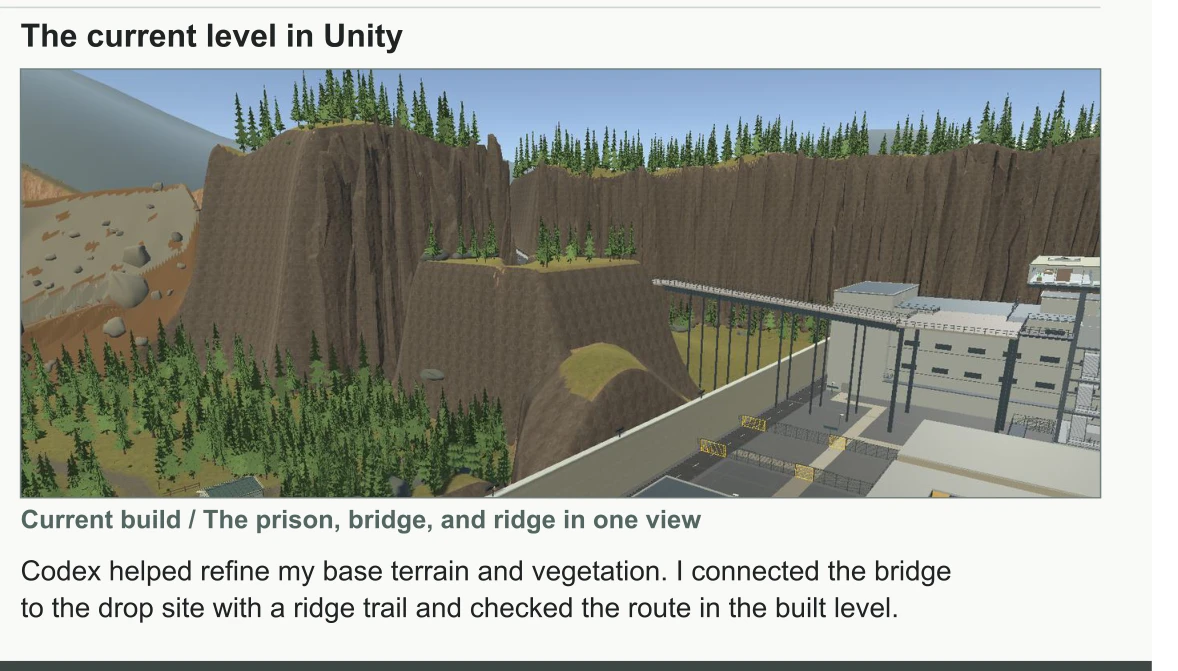 The current level in Unity
Current build / The prison, bridge, and ridge in one view
Codex helped refine my base terrain and vegetation. I connected the bridge
to the drop site with a ridge trail and checked the route in the built level.